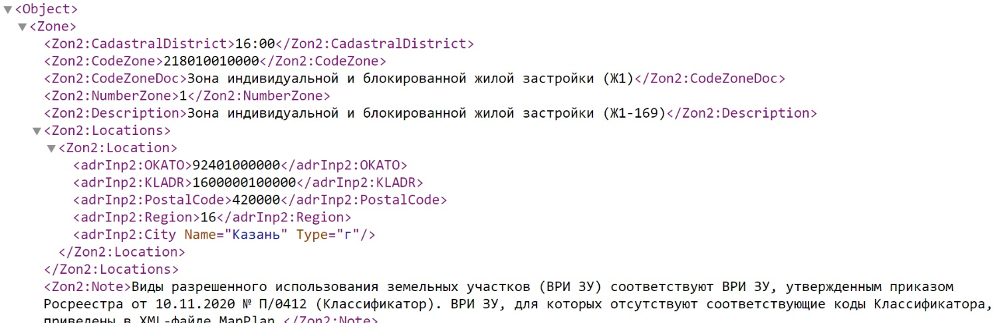 <Object>
<Zone>
<Zon2:CadastralDistrict>16:00</Zon2:CadastralDistrict>
<Zon2:CodeZone>218010010000</Zon2:CodeZone>
<Zon2:CodeZoneDoc>Зона индивидуальной и блокированной жилой застройки (Ж1)</Zon2:CodeZoneDoc>
<Zon2:NumberZone>1</Zon2:NumberZone>
<Zon2:Description>Зона индивидуальной и блокированной жилой застройки (Ж1-169)</Zon2:Description>
<Zon2:Locations>
<Zon2:Location>
<adrInp2:OKATO>92401000000</adrInp2:OKATO>
<adrInp2:KLADR>1600000100000</adrInp2:KLADR>
<adrInp2:PostalCode>420000</adrInp2:PostalCode>
<adrInp2:Region>16</adrInp2:Region>
<adrInp2:City Name="Казань" Type="г"/>
</Zon2:Location>
</Zon2:Locations>
<Zon2:Note>Виды разрешенного использования земельных участков (ВРИ ЗУ) соответствуют ВРИ ЗУ, утвержденным приказом
Росреестра от 10.11.2020 № П/0412 (Классификатор). ВРИ ЗУ, для которых отсутствуют соответствующие коды Классификатора,
приведены в XML-файле MapPlan.</Zon2:Note>